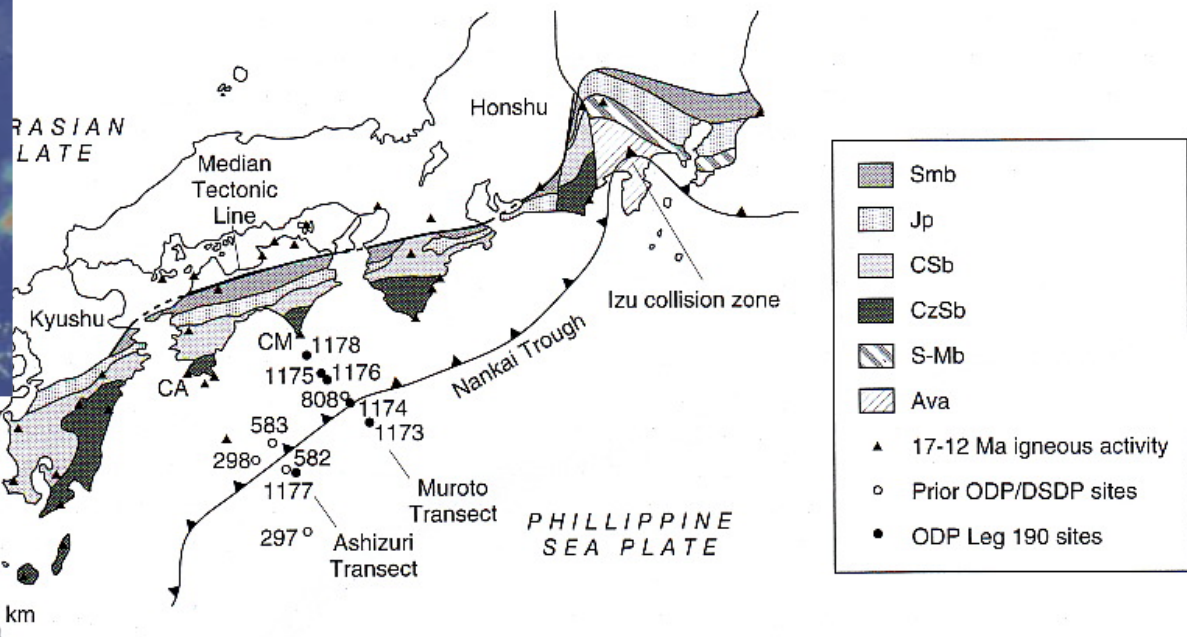 RASIAN
LATE
Median
Tectonic
Line
Honshu
Kyushu
Izu collision zone
Nankai Trough
CM
1178
1175
1176
808
1174
1173
CA
583
298
582
1177
297
Muroto
Transect
Ashizuri
Transect
PHILLIPPINE
SEA PLATE
km
Smb
Jp
CSb
CzSb
S-Mb
Ava
17-12 Ma igneous activity
Prior ODP/DSDP sites
ODP Leg 190 sites